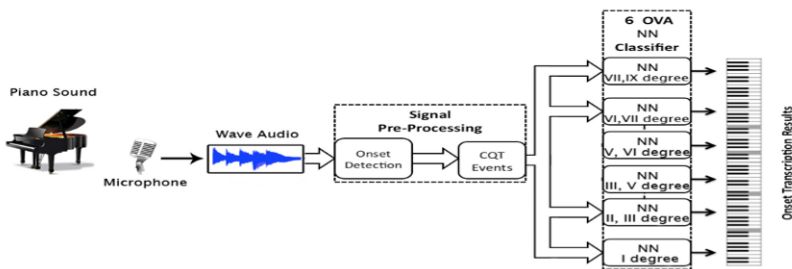 Piano Sound
Microphone
Wave Audio
Signal
Pre-Processing
Onset
Detection
CQT
Events
6 OVA
NN
Classifier
NN
VII,IX degree
NN
VI,VII degree
NN
V, VI degree
NN
III, V degree
NN
II, III degree
NN
I degree
Onset Transcription Results